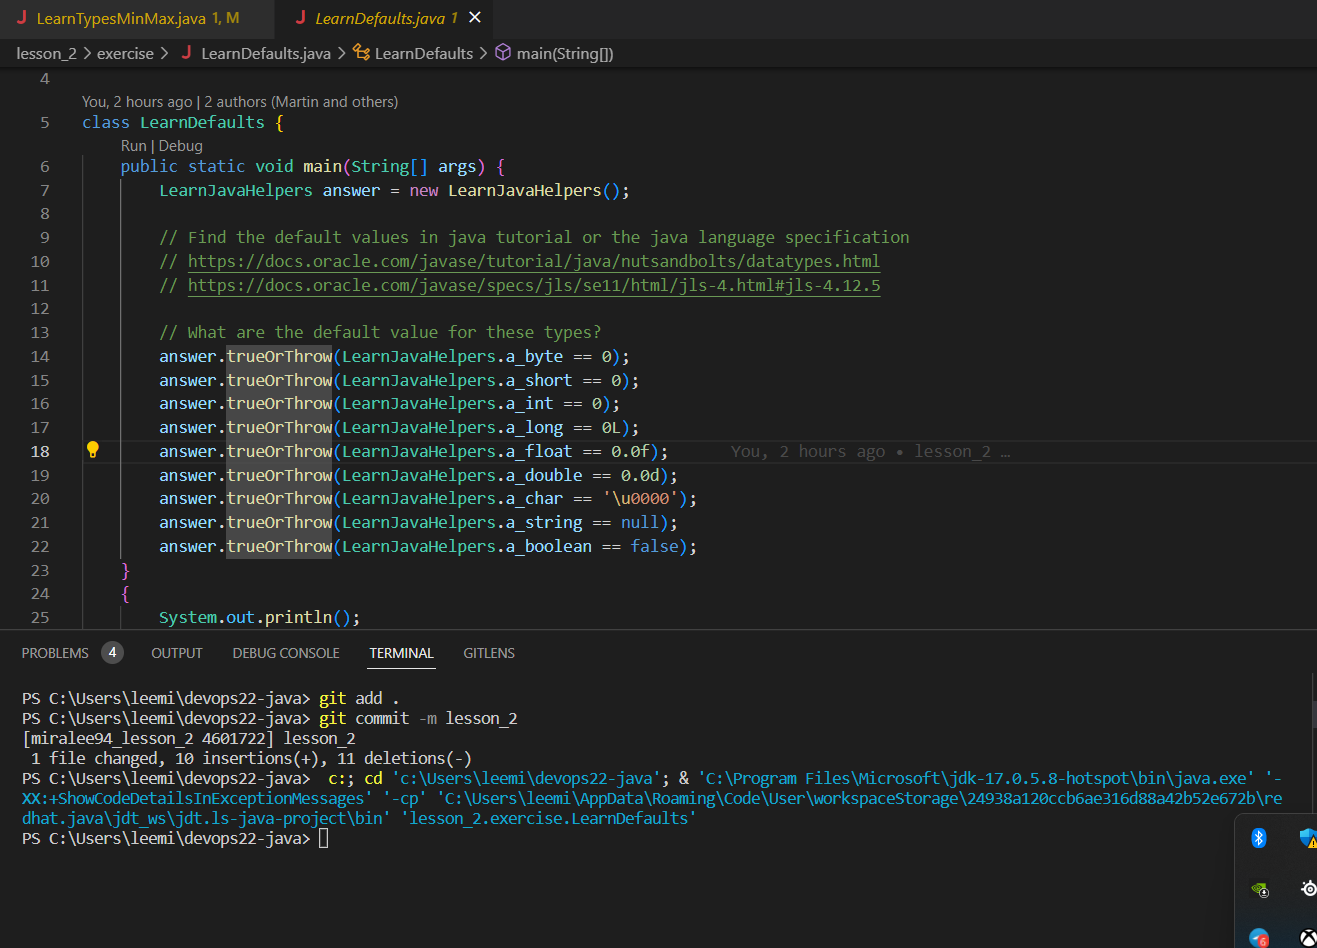 LearnTypesMinMax.java 1, M
LearnDefaults.java 1
lesson_2 > exercise > LearnDefaults.java > LearnDefaults > main(String[])
4
You, 2 hours ago | 2 authors (Martin and others)
5 class LearnDefaults {
Run | Debug
6 public static void main(String[] args) {
7 LearnJavaHelpers answer = new LearnJavaHelpers();
8
9 // Find the default values in java tutorial or the java language specification
10 // https://docs.oracle.com/javase/tutorial/java/nutsandbolts/datatypes.html
11 // https://docs.oracle.com/javase/specs/jls/se11/html/jls-4.html#jls-4.12.5
12
13 // What are the default value for these types?
14 answer.trueOrThrow(LearnJavaHelpers.a_byte == 0);
15 answer.trueOrThrow(LearnJavaHelpers.a_short == 0);
16 answer.trueOrThrow(LearnJavaHelpers.a_int == 0);
17 answer.trueOrThrow(LearnJavaHelpers.a_long == 0L);
18 answer.trueOrThrow(LearnJavaHelpers.a_float == 0.0f); You, 2 hours ago • lesson_2 …
19 answer.trueOrThrow(LearnJavaHelpers.a_double == 0.0d);
20 answer.trueOrThrow(LearnJavaHelpers.a_char == '\u0000');
21 answer.trueOrThrow(LearnJavaHelpers.a_string == null);
22 answer.trueOrThrow(LearnJavaHelpers.a_boolean == false);
23 }
24 {
25 System.out.println();
PROBLEMS 4 OUTPUT DEBUG CONSOLE TERMINAL GITLENS
PS C:\Users\leemi\devops22-java> git add .
PS C:\Users\leemi\devops22-java> git commit -m lesson_2
[miralee94_lesson_2 4601722] lesson_2
1 file changed, 10 insertions(+), 11 deletions(-)
PS C:\Users\leemi\devops22-java> c:; cd 'c:\Users\leemi\devops22-java'; & 'C:\Program Files\Microsoft\jdk-17.0.5.8-hotspot\bin\java.exe' '-
XX:+ShowCodeDetailsInExceptionMessages' '-cp' 'C:\Users\leemi\AppData\Roaming\Code\User\workspaceStorage\24938a120ccb6ae316d88a42b52e672b\re
dhat.java\jdt_ws\jdt.ls-java-project\bin' 'lesson_2.exercise.LearnDefaults'
PS C:\Users\leemi\devops22-java>
6